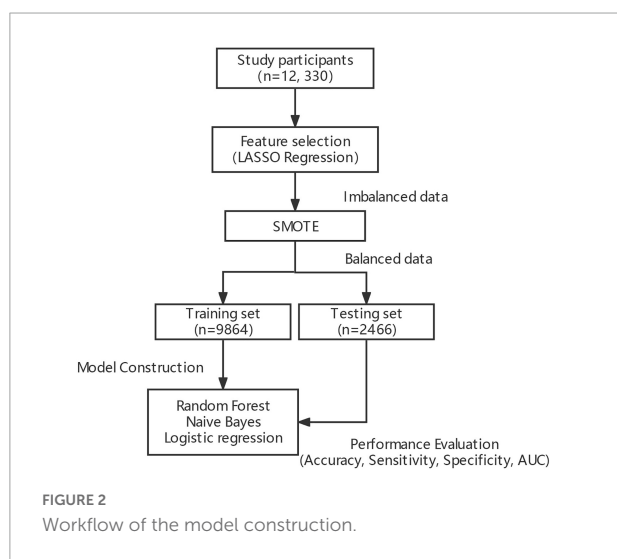 Study participants
(n=12, 330)
Feature selection
(LASSO Regression)
Imbalanced data
SMOTE
Balanced data
Training set
(n=9864)
Testing set
(n=2466)
Model Construction
Random Forest
Naive Bayes
Logistic regression
Performance Evaluation
(Accuracy, Sensitivity, Specificity, AUC)
FIGURE 2
Workflow of the model construction.